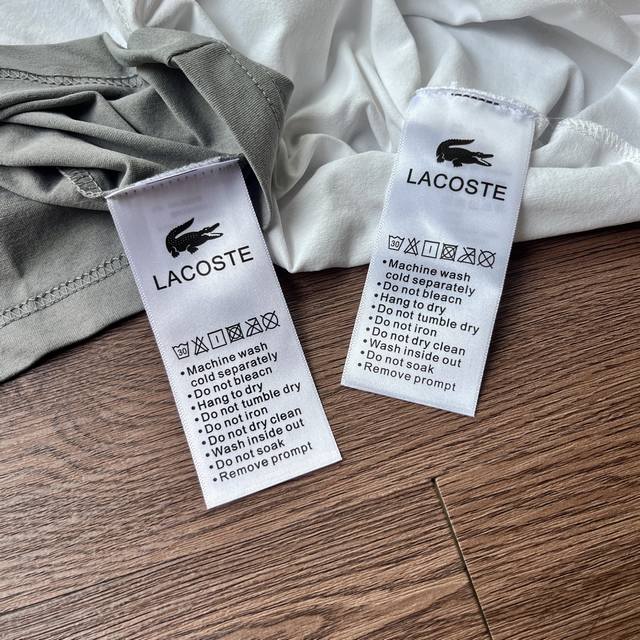 LACOSTE
30
• Machine wash
cold separately
• Do not bleacn
• Hang to dry
• Do not tumble dry
• Do not iron
• Do not dry clean
• Wash inside out
• Do not soak
• Remove prompt
LACOSTE
30
• Machine wash
cold separately
• Do not bleacn
• Hang to dry
• Do not tumble dry
• Do not iron
• Do not dry clean
• Wash inside out
• Do not soak
• Remove prompt